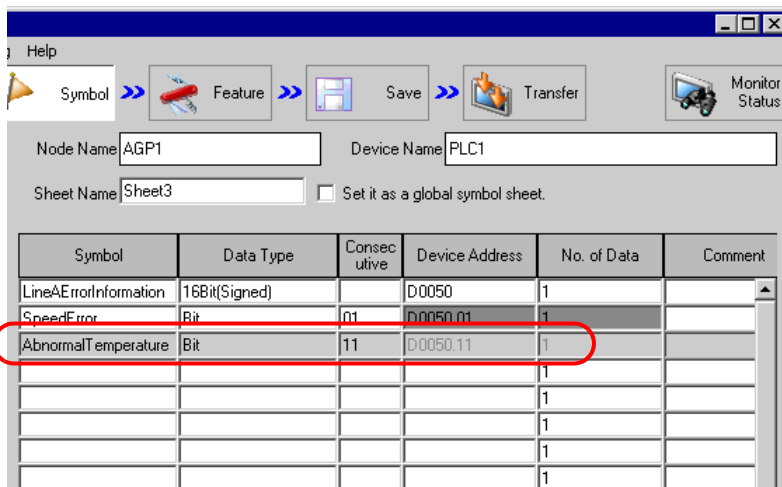 g Help
Symbol Feature Save Transfer Monitor Status
Node Name AGP1 Device Name PLC1
Sheet Name Sheet3 Set it as a global symbol sheet.
Symbol Data Type Consecutive Device Address No. of Data Comment
LineAErrorInformation 16Bit(Signed) D0050 1
SpeedError Bit 01 D0050.01 1
AbnormalTemperature Bit 11 D0050.11 1
1
1
1
1
1
1